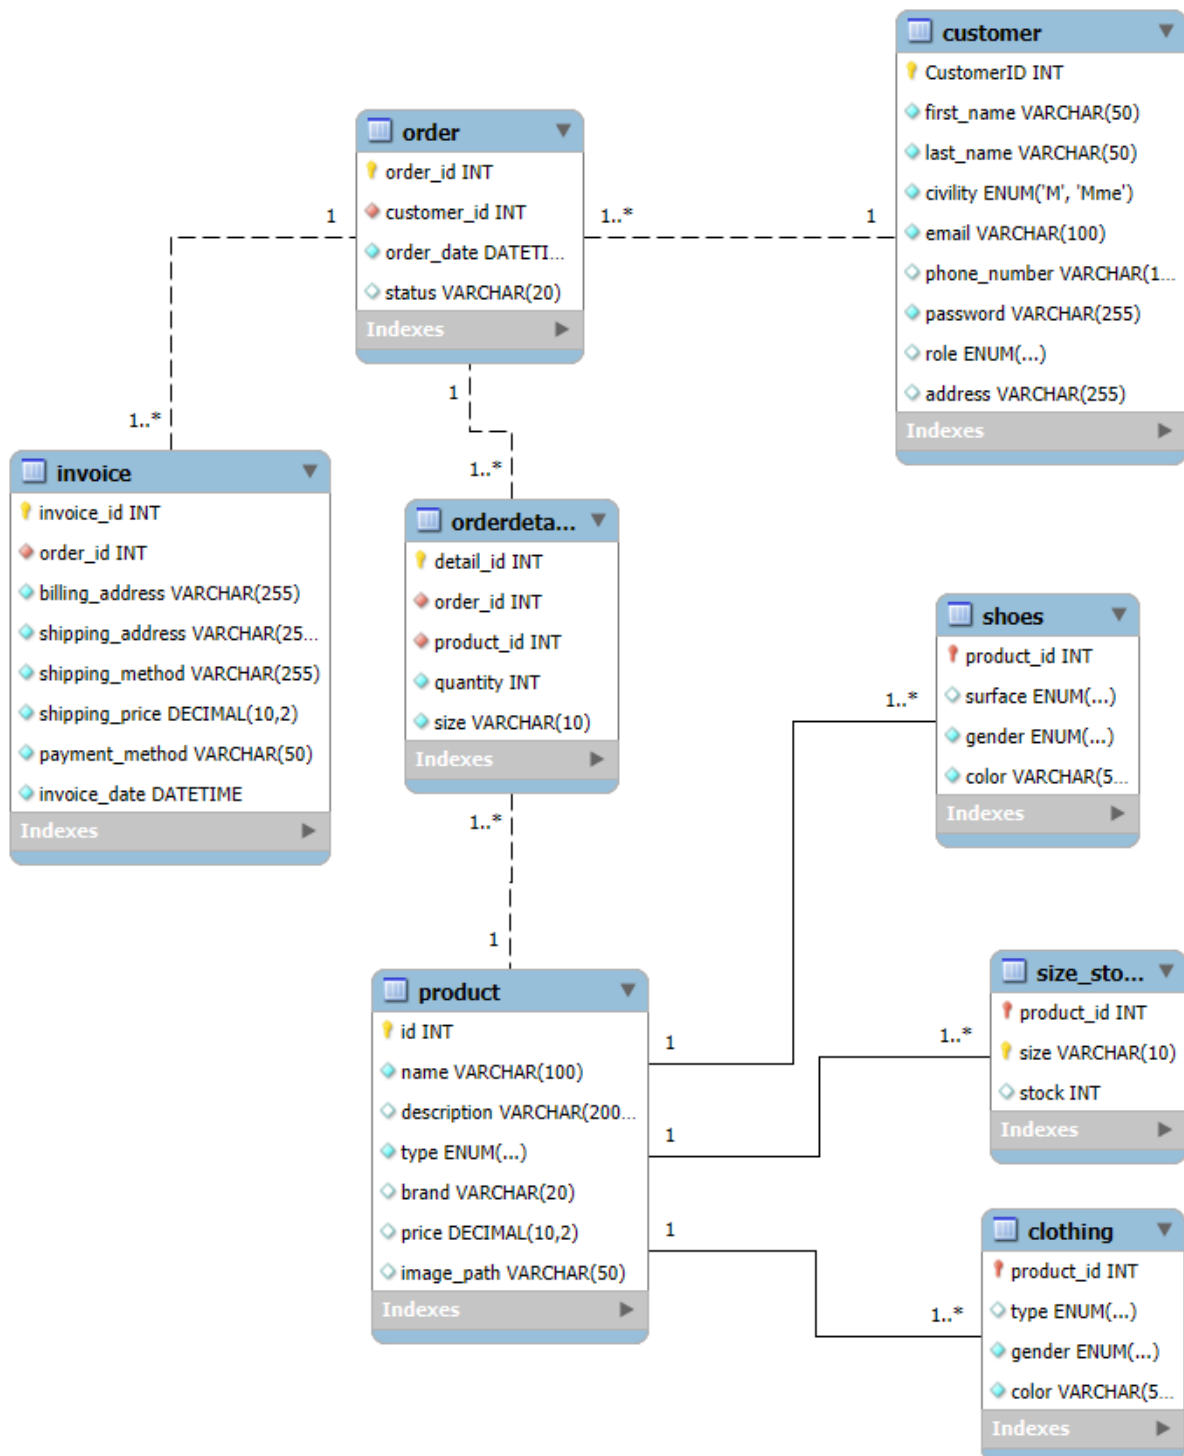 customer
CustomerID INT
first_name VARCHAR(50)
last_name VARCHAR(50)
civility ENUM('M', 'Mme')
email VARCHAR(100)
phone_number VARCHAR(1...
password VARCHAR(255)
role ENUM(...)
address VARCHAR(255)
Indexes
order
order_id INT
customer_id INT
order_date DATETI...
status VARCHAR(20)
Indexes
1
1..*
1
1
1..*
1..*
invoice
invoice_id INT
order_id INT
billing_address VARCHAR(255)
shipping_address VARCHAR(25...
shipping_method VARCHAR(255)
shipping_price DECIMAL(10,2)
payment_method VARCHAR(50)
invoice_date DATETIME
Indexes
orderdeta...
detail_id INT
order_id INT
product_id INT
quantity INT
size VARCHAR(10)
Indexes
1..*
1
shoes
product_id INT
surface ENUM(...)
gender ENUM(...)
color VARCHAR(5...
Indexes
1..*
product
id INT
name VARCHAR(100)
description VARCHAR(200...
type ENUM(...)
brand VARCHAR(20)
price DECIMAL(10,2)
image_path VARCHAR(50)
Indexes
1
1
1
size_sto...
product_id INT
size VARCHAR(10)
stock INT
Indexes
1..*
clothing
product_id INT
type ENUM(...)
gender ENUM(...)
color VARCHAR(5...
Indexes
1..*